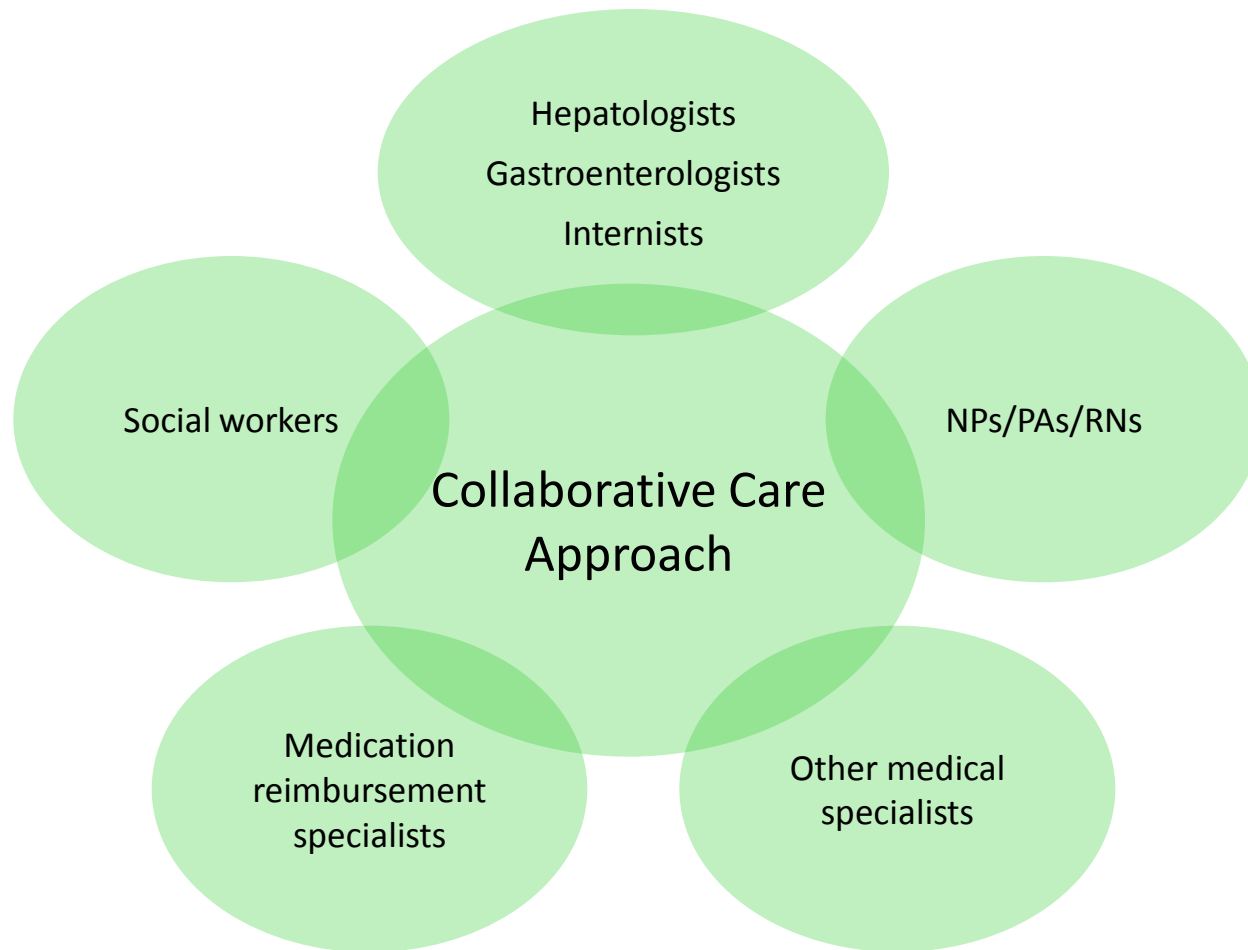 Hepatologists
Gastroenterologists
Internists
Social workers
NPs/PAs/RNs
Collaborative Care
Approach
Medication
reimbursement
specialists
Other medical
specialists